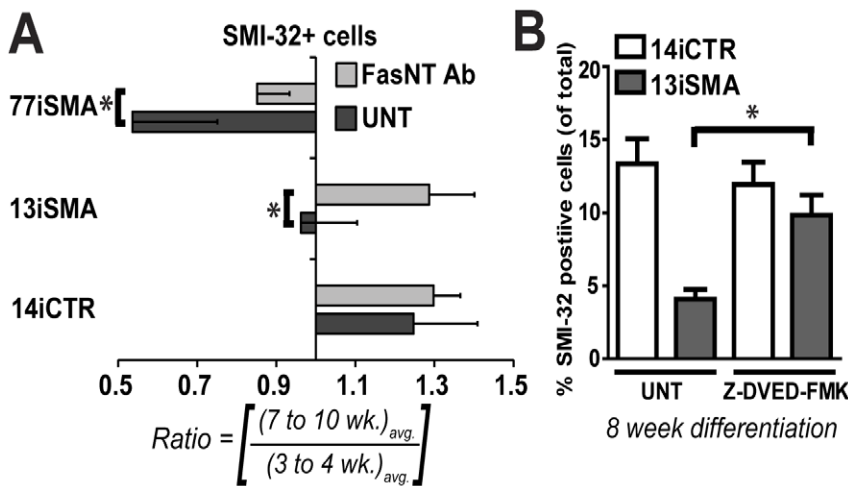 A
SMI-32+ cells
FasNT Ab
UNT
77iSMA
*
13iSMA
*
14iCTR
0.5 0.7 0.9 1.1 1.3 1.5
Ratio = [(7 to 10 wk.)avg.
(3 to 4 wk.)avg.]
B
14iCTR
13iSMA
% SMI-32 postiive cells (of total)
20
15
10
5
0
*
UNT Z-DVED-FMK
8 week differentiation